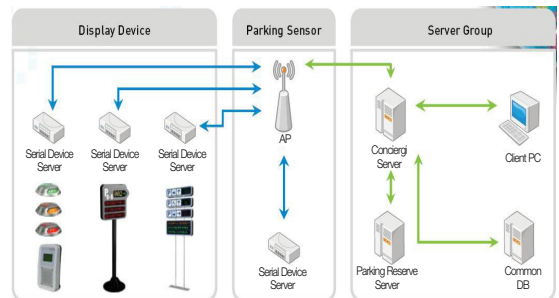 Display Device
Parking Sensor
Server Group
Serial Device
Server
Serial Device
Server
Serial Device
Server
AP
Conciergi
Server
Client PC
Serial Device
Server
Parking Reserve
Server
Common
DB